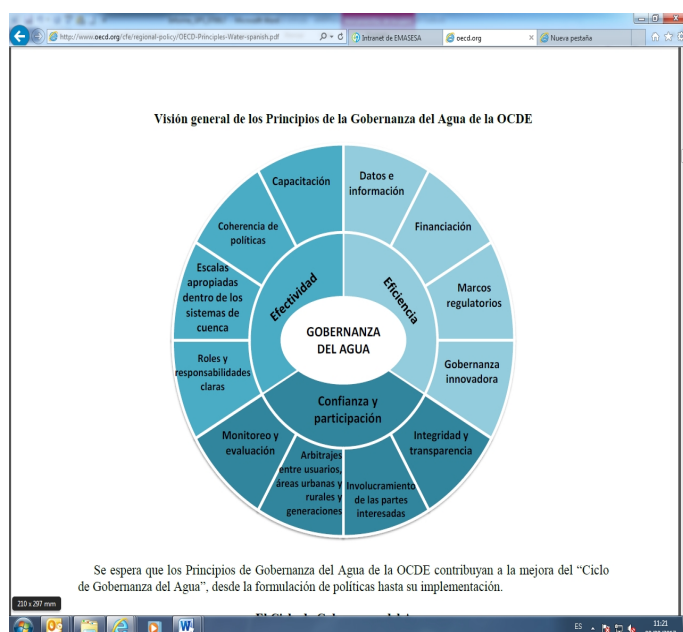 http://www.oecd.org/cfe/regional-policy/OECD-Principles-Water-spanish.pdf
Intranet de EMASESA
oecd.org
Nueva pestaña
Visión general de los Principios de la Gobernanza del Agua de la OCDE
Capacitación
Datos e
información
Coherencia de
políticas
Financiación
Escalas
apropiadas
dentro de los
sistemas de
cuenca
Marcos
regulatorios
Efectividad
Eficiencia
GOBERNANZA
DEL AGUA
Roles y
responsabilidades
claras
Gobernanza
innovadora
Confianza y
participación
Monitoreo y
evaluación
Arbitrajes
entre usuarios,
áreas urbanas y
rurales y
generaciones
Involucramiento
de las partes
interesadas
Integridad y
transparencia
Se espera que los Principios de Gobernanza del Agua de la OCDE contribuyan a la mejora del “Ciclo
de Gobernanza del Agua”, desde la formulación de políticas hasta su implementación.
210 x 297 mm
ES
11:21